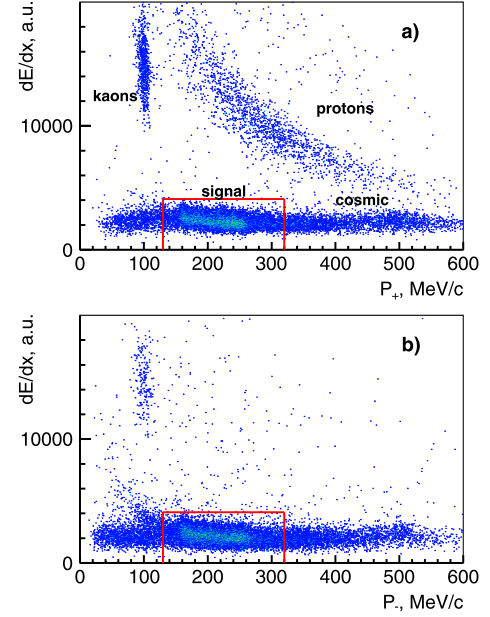 dE/dx, a.u.
a)
kaons
protons
10000
signal
cosmic
0
0 100 200 300 400 500 600
P+, MeV/c
dE/dx, a.u.
b)
10000
0
0 100 200 300 400 500 600
P-, MeV/c